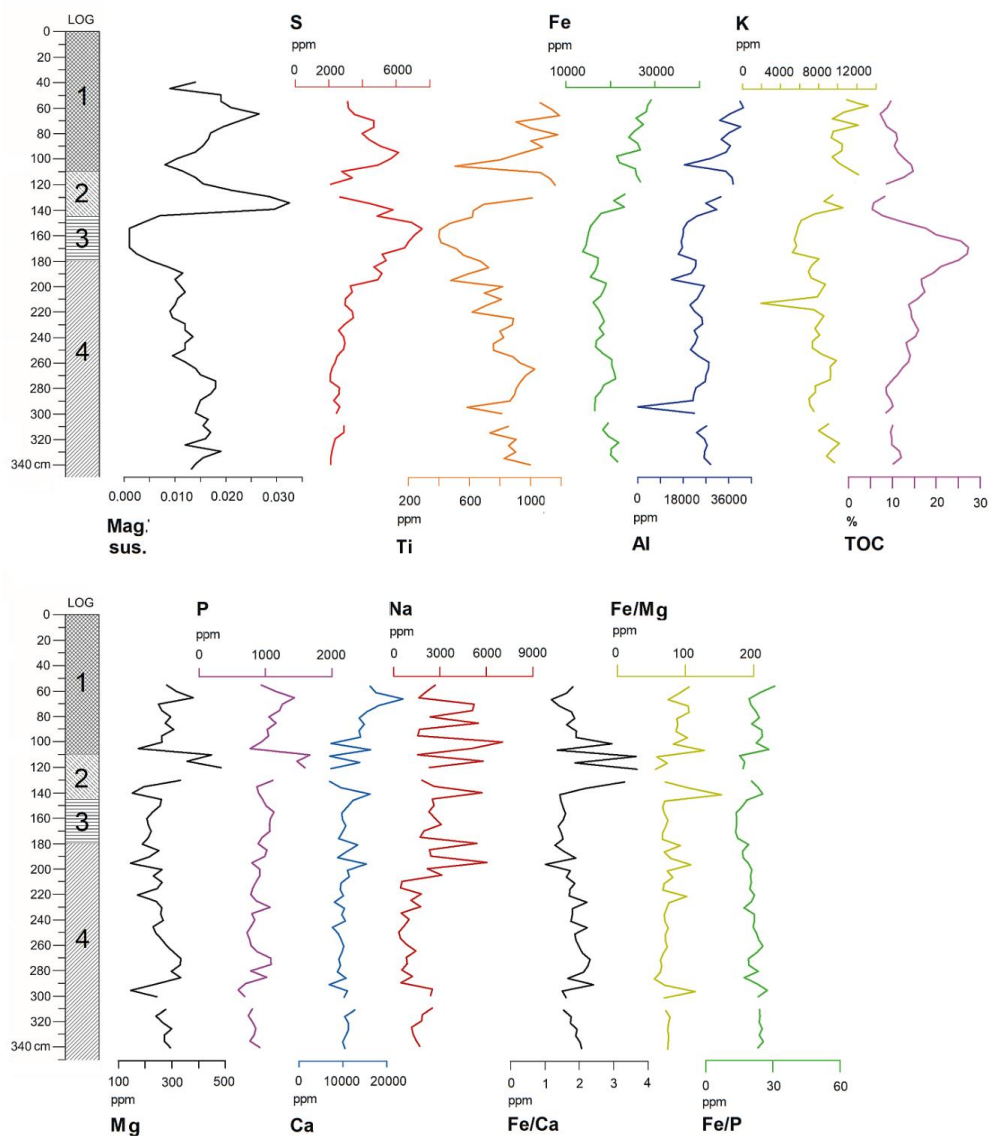 LOG
S
Fe
K
ppm
ppm
ppm
0
2000
6000
10000
30000
0
4000
8000
12000
0
20
40
60
80
100
120
140
160
180
200
220
240
260
280
300
320
340 cm
1
2
3
4
0.000
0.010
0.020
0.030
200
600
1000
ppm
0
18000
36000
ppm
0
10
20
30
%
Mag.
sus.
Ti
Al
TOC
LOG
P
Na
Fe/Mg
ppm
ppm
ppm
0
1000
2000
0
3000
6000
9000
0
100
200
0
20
40
60
80
100
120
140
160
180
200
220
240
260
280
300
320
340 cm
1
2
3
4
100
300
500
ppm
0
10000
20000
ppm
0
1
2
3
4
ppm
0
30
60
ppm
Mg
Ca
Fe/Ca
Fe/P